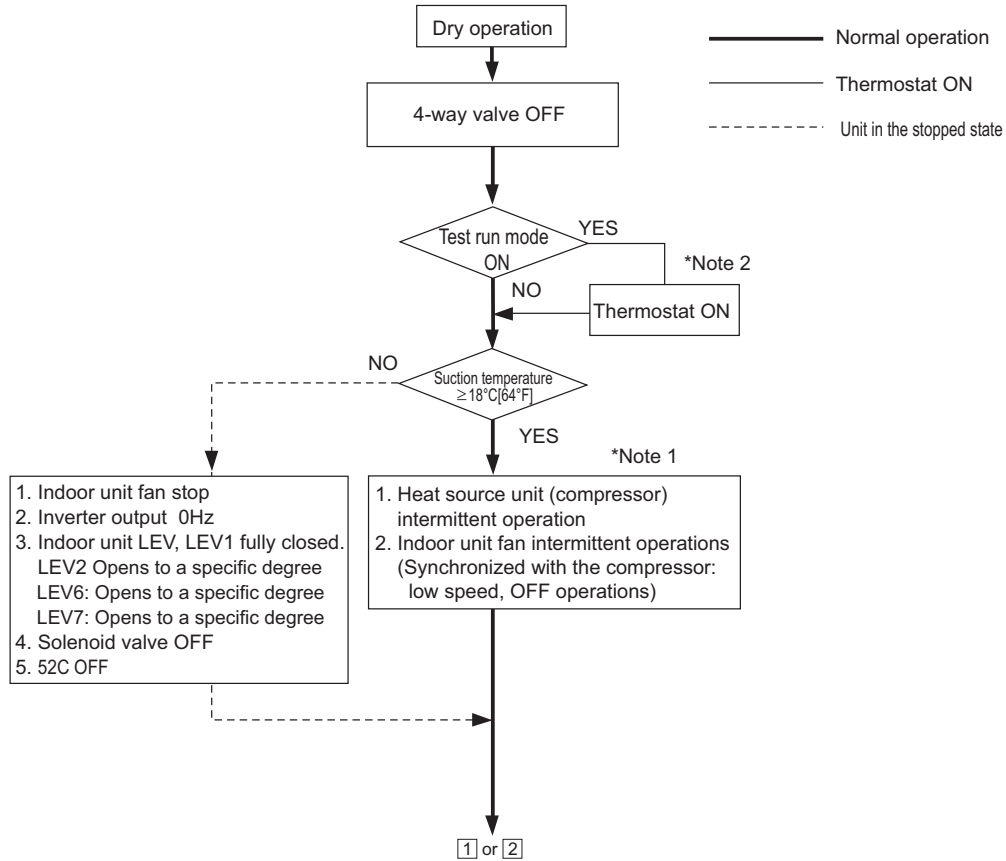 Dry operation
Normal operation
Thermostat ON
Unit in the stopped state
4-way valve OFF
Test run mode
ON
YES
*Note 2
NO
Thermostat ON
NO
Suction temperature
≥18°C[64°F]
YES
*Note 1
1. Indoor unit fan stop
2. Inverter output 0Hz
3. Indoor unit LEV, LEV1 fully closed.
LEV2 Opens to a specific degree
LEV6: Opens to a specific degree
LEV7: Opens to a specific degree
4. Solenoid valve OFF
5. 52C OFF
1. Heat source unit (compressor)
intermittent operation
2. Indoor unit fan intermittent operations
(Synchronized with the compressor:
low speed, OFF operations)
1 or 2